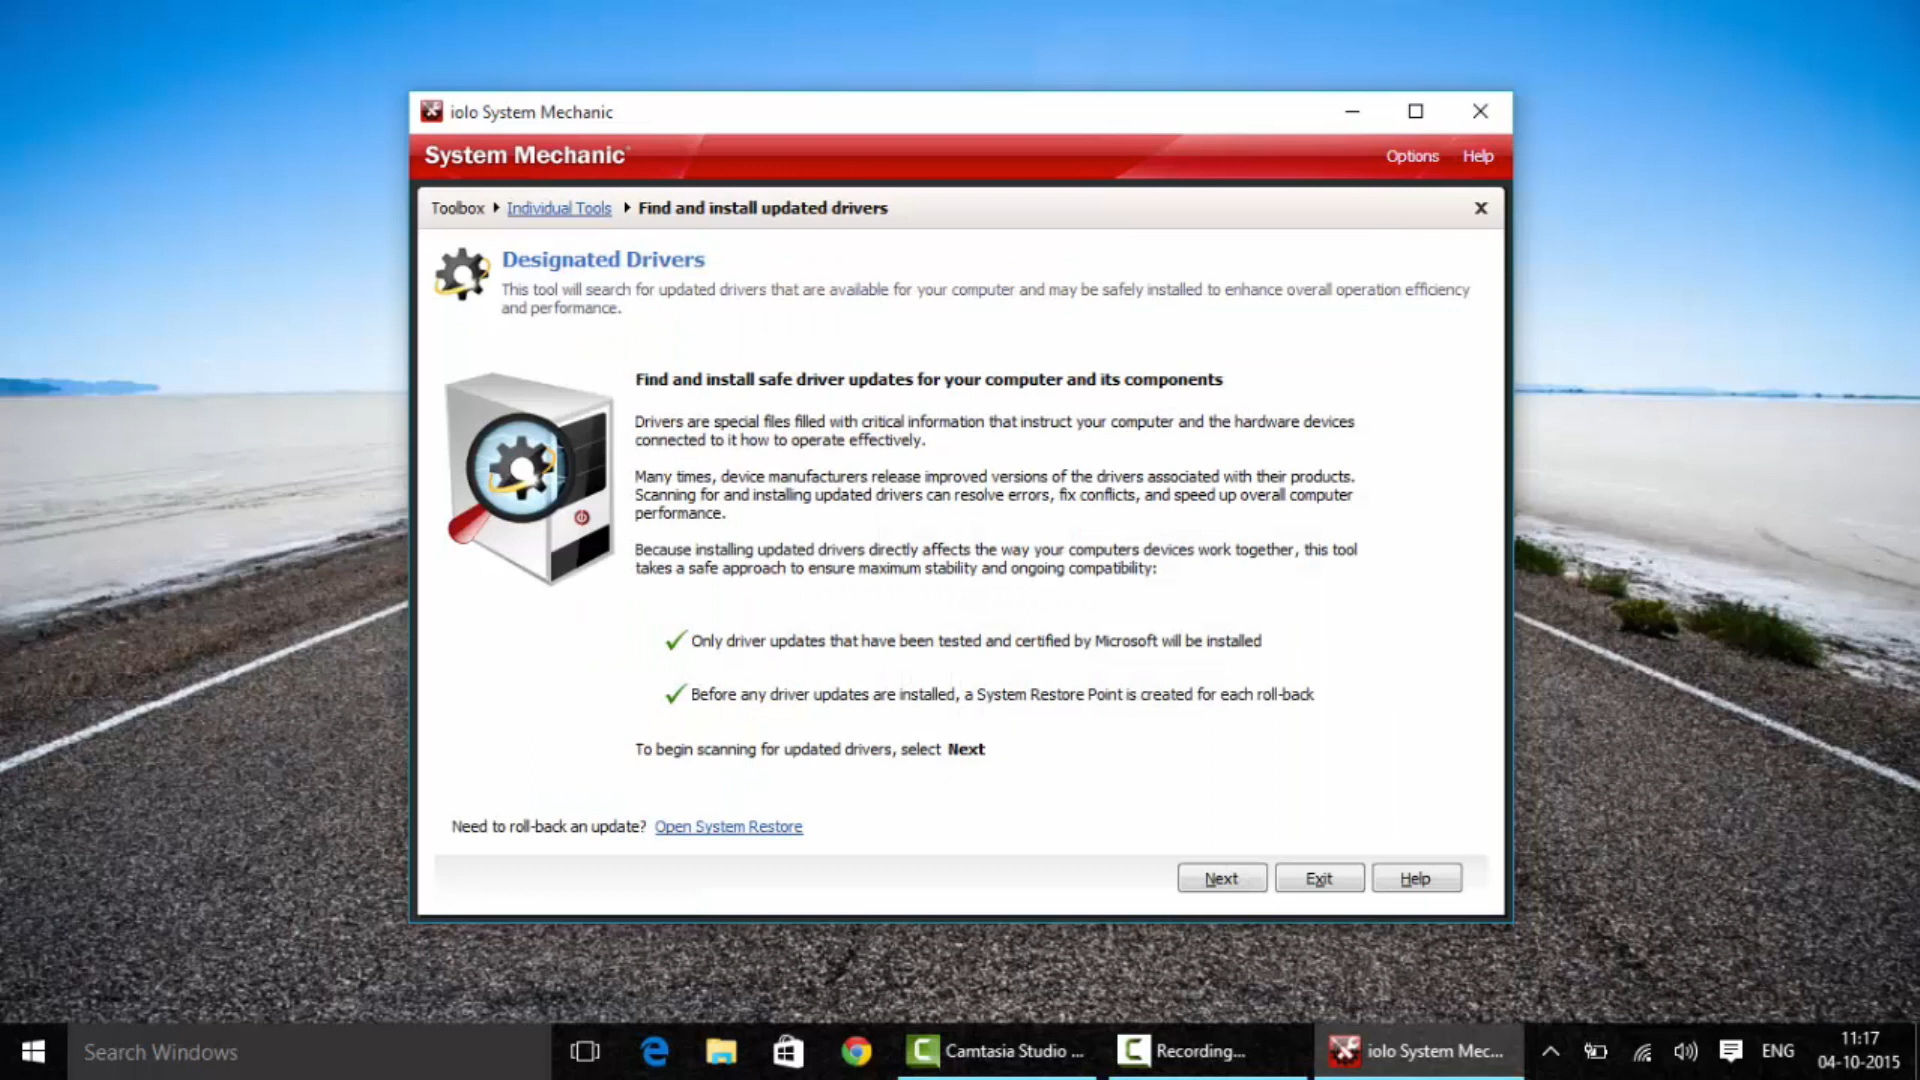 iolo System Mechanic
System Mechanic
Options Help
Toolbox Individual Tools Find and install updated drivers
Designated Drivers
This tool will search for updated drivers that are available for your computer and may be safely installed to enhance overall operation efficiency
and performance.
Find and install safe driver updates for your computer and its components
Drivers are special files filled with critical information that instruct your computer and the hardware devices
connected to it how to operate effectively.
Many times, device manufacturers release improved versions of the drivers associated with their products.
Scanning for and installing updated drivers can resolve errors, fix conflicts, and speed up overall computer
performance.
Because installing updated drivers directly affects the way your computers devices work together, this tool
takes a safe approach to ensure maximum stability and ongoing compatibility:
Only driver updates that have been tested and certified by Microsoft will be installed
Before any driver updates are installed, a System Restore Point is created for each roll-back
To begin scanning for updated drivers, select Next
Need to roll-back an update? Open System Restore
Next Exit Help
Search Windows
Camtasia Studio ...
Recording...
iolo System Mec...
ENG
11:17
04-10-2015